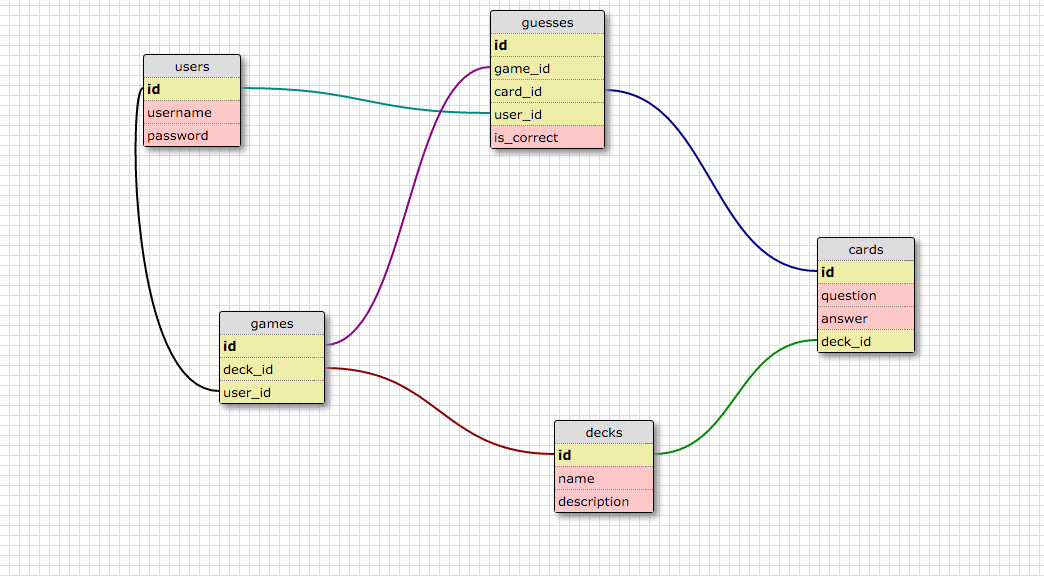 users
id
username
password
guesses
id
game_id
card_id
user_id
is_correct
cards
id
question
answer
deck_id
games
id
deck_id
user_id
decks
id
name
description